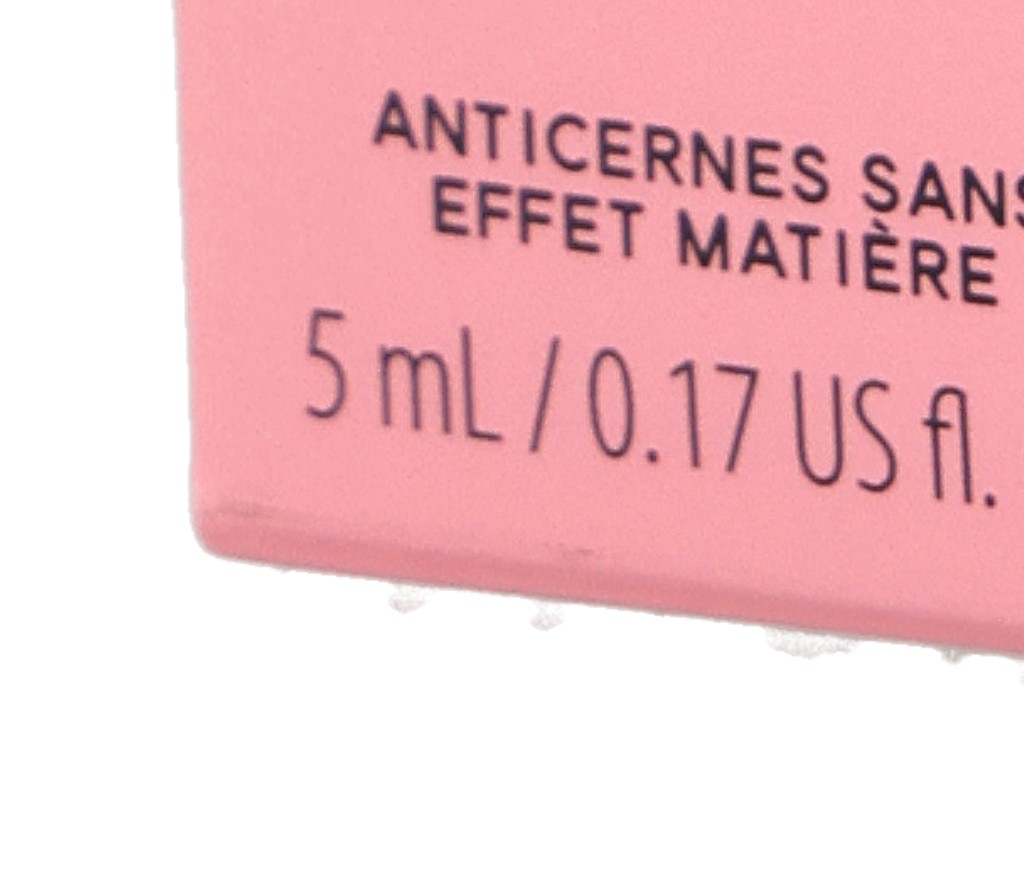 ANTICERNES SANS
EFFET MATIÈRE
5 mL / 0.17 US fl.